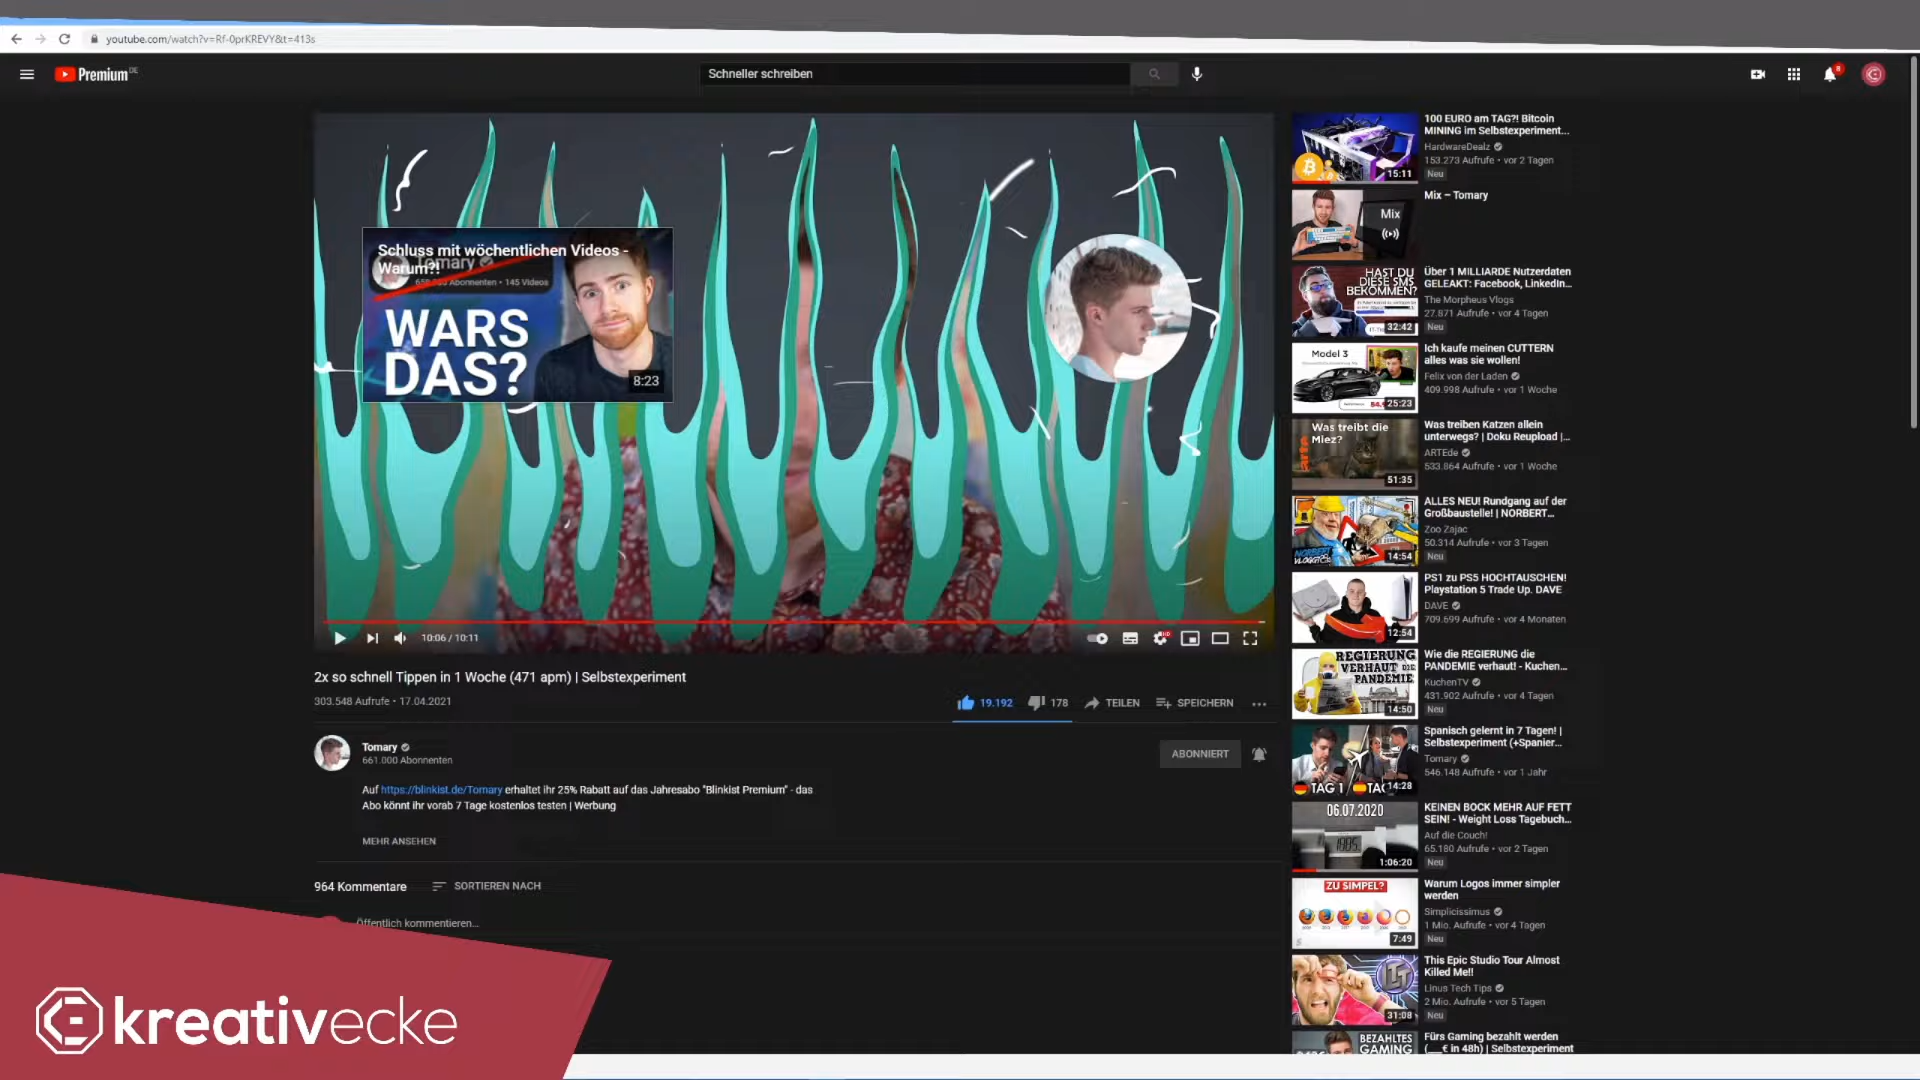 youtube.com/watch?v=Rf-0prKREVY&t=413s
Premium DE
Schneller schreiben
8
Schluss mit wöchentlichen Videos -
Warum?!
Tomary
Abonnenten • 145 Videos
WARS
DAS?
8:23
10:06 / 10:11
2x so schnell Tippen in 1 Woche (471 apm) | Selbstexperiment
303.548 Aufrufe • 17.04.2021
19.192
178
TEILEN
SPEICHERN
Tomary
661.000 Abonnenten
ABONNIERT
Auf https://blinkist.de/Tomary erhaltet ihr 25% Rabatt auf das Jahresabo "Blinkist Premium" - das
Abo könnt ihr vorab 7 Tage kostenlos testen | Werbung
MEHR ANSEHEN
964 Kommentare
SORTIEREN NACH
Öffentlich kommentieren...
15:11
100 EURO am TAG?! Bitcoin
MINING im Selbstexperiment...
HardwareDealz
153.273 Aufrufe • vor 2 Tagen
Neu
Mix
Mix – Tomary
HAST DU
DIESE SMS
BEKOMMEN?
32:42
Über 1 MILLIARDE Nutzerdaten
GELEAKT: Facebook, LinkedIn...
The Morpheus Vlogs
27.871 Aufrufe • vor 4 Tagen
Neu
Model 3
25:23
Ich kaufe meinen CUTTERN
alles was sie wollen!
Felix von der Laden
409.998 Aufrufe • vor 1 Woche
Was treibt die
Miez?
arte
51:35
Was treiben Katzen allein
unterwegs? | Doku Reupload |...
ARTEde
533.864 Aufrufe • vor 1 Woche
NORBERT
14:54
ALLES NEU! Rundgang auf der
Großbaustelle! | NORBERT...
Zoo Zajac
50.314 Aufrufe • vor 3 Tagen
Neu
12:54
PS1 zu PS5 HOCHTAUSCHEN!
Playstation 5 Trade Up. DAVE
DAVE
709.699 Aufrufe • vor 4 Monaten
REGIERUNG
VERHAUT DIE
PANDEMIE
14:50
Wie die REGIERUNG die
PANDEMIE verhaut! - Kuchen...
KuchenTV
431.902 Aufrufe • vor 4 Tagen
Neu
TAG 1
TAG
14:28
Spanisch gelernt in 7 Tagen! |
Selbstexperiment (+Spanier...
Tomary
546.148 Aufrufe • vor 1 Jahr
06.07.2020
1:06:20
KEINEN BOCK MEHR AUF FETT
SEIN! - Weight Loss Tagebuch...
Auf die Couch!
65.180 Aufrufe • vor 2 Tagen
Neu
ZU SIMPEL?
7:49
Warum Logos immer simpler
werden
Simplicissimus
1 Mio. Aufrufe • vor 4 Tagen
Neu
31:08
This Epic Studio Tour Almost
Killed Me!!
Linus Tech Tips
2 Mio. Aufrufe • vor 5 Tagen
Neu
BEZAHLTES
GAMING
Fürs Gaming bezahlt werden
(___€ in 48h) | Selbstexperiment
kreativecke